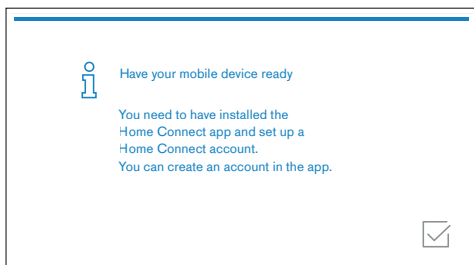 Have your mobile device ready
You need to have installed the
Home Connect app and set up a
Home Connect account.
You can create an account in the app.